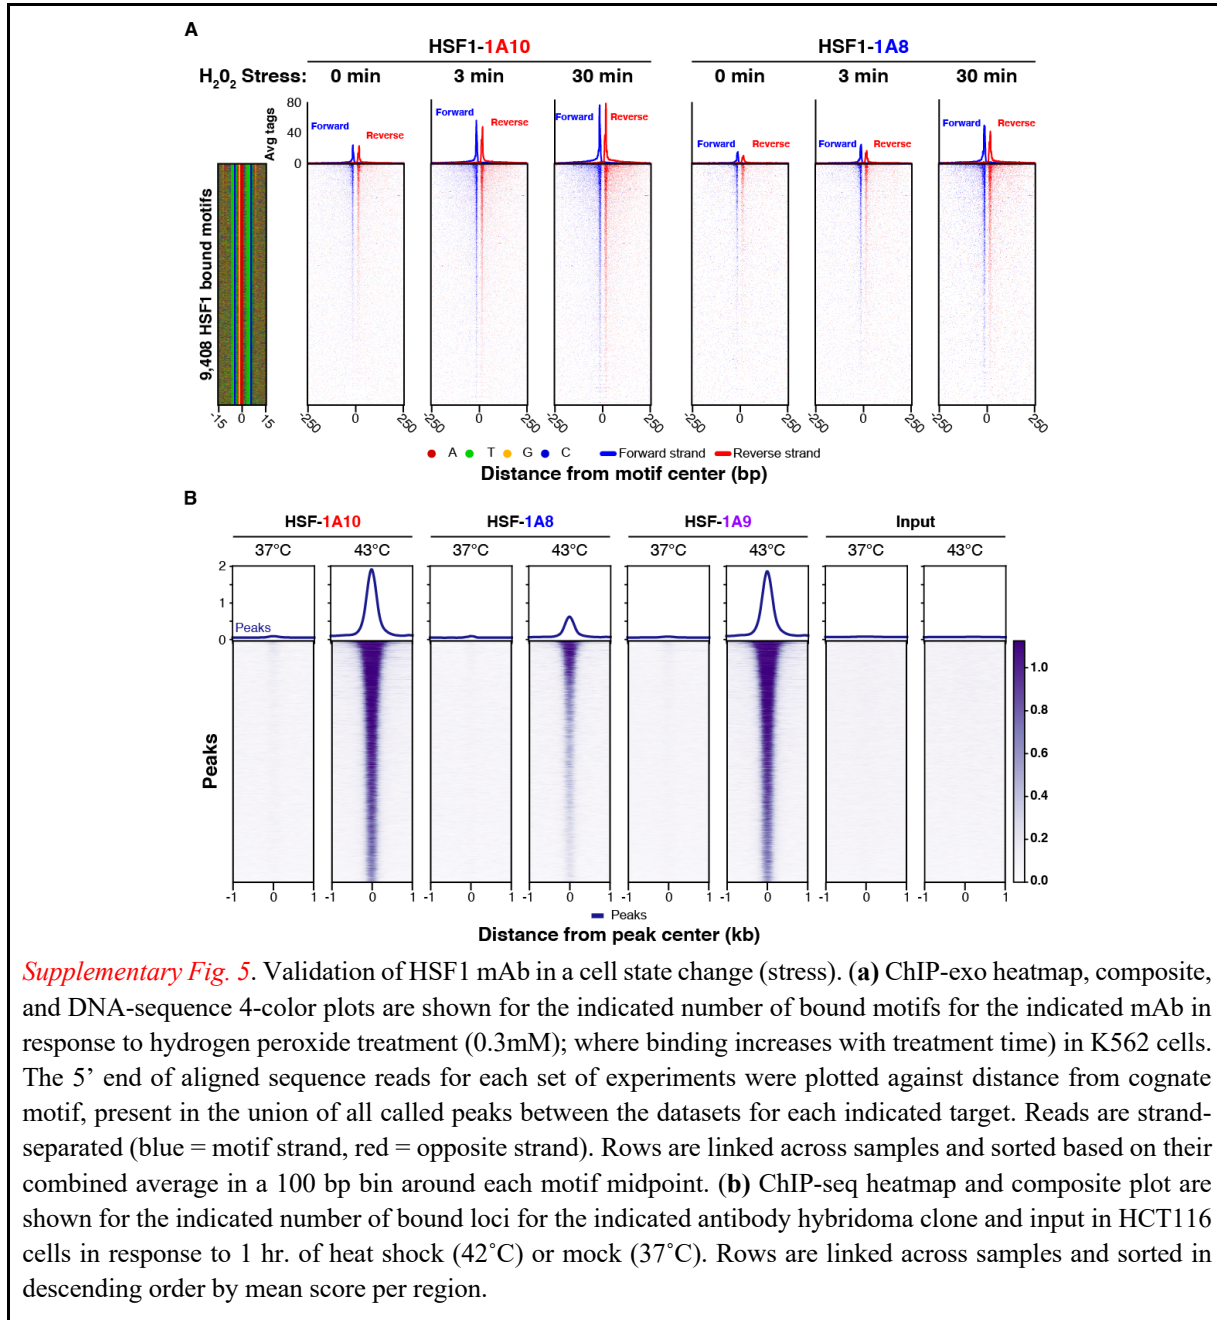 A
HSF1-1A10 HSF1-1A8
H₂0₂ Stress: 0 min 3 min 30 min 0 min 3 min 30 min
Avg tags
80
40
0
Forward Reverse Forward Reverse Forward Reverse Forward Reverse Forward Reverse Forward Reverse
9,408 HSF1 bound motifs
-15 0 15 -250 0 250 -250 0 250 -250 0 250 -250 0 250 -250 0 250 -250 0 250
A T G C Forward strand Reverse strand
Distance from motif center (bp)
B
HSF-1A10 HSF-1A8 HSF-1A9 Input
37°C 43°C 37°C 43°C 37°C 43°C 37°C 43°C
2
1
0
Peaks
Peaks
1.0
0.8
0.6
0.4
0.2
0.0
-1 0 1 -1 0 1 -1 0 1 -1 0 1 -1 0 1 -1 0 1 -1 0 1 -1 0 1
Peaks
Distance from peak center (kb)
Supplementary Fig. 5. Validation of HSF1 mAb in a cell state change (stress). (a) ChIP-exo heatmap, composite,
and DNA-sequence 4-color plots are shown for the indicated number of bound motifs for the indicated mAb in
response to hydrogen peroxide treatment (0.3mM); where binding increases with treatment time) in K562 cells.
The 5’ end of aligned sequence reads for each set of experiments were plotted against distance from cognate
motif, present in the union of all called peaks between the datasets for each indicated target. Reads are strand-
separated (blue = motif strand, red = opposite strand). Rows are linked across samples and sorted based on their
combined average in a 100 bp bin around each motif midpoint. (b) ChIP-seq heatmap and composite plot are
shown for the indicated number of bound loci for the indicated antibody hybridoma clone and input in HCT116
cells in response to 1 hr. of heat shock (42˚C) or mock (37˚C). Rows are linked across samples and sorted in
descending order by mean score per region.